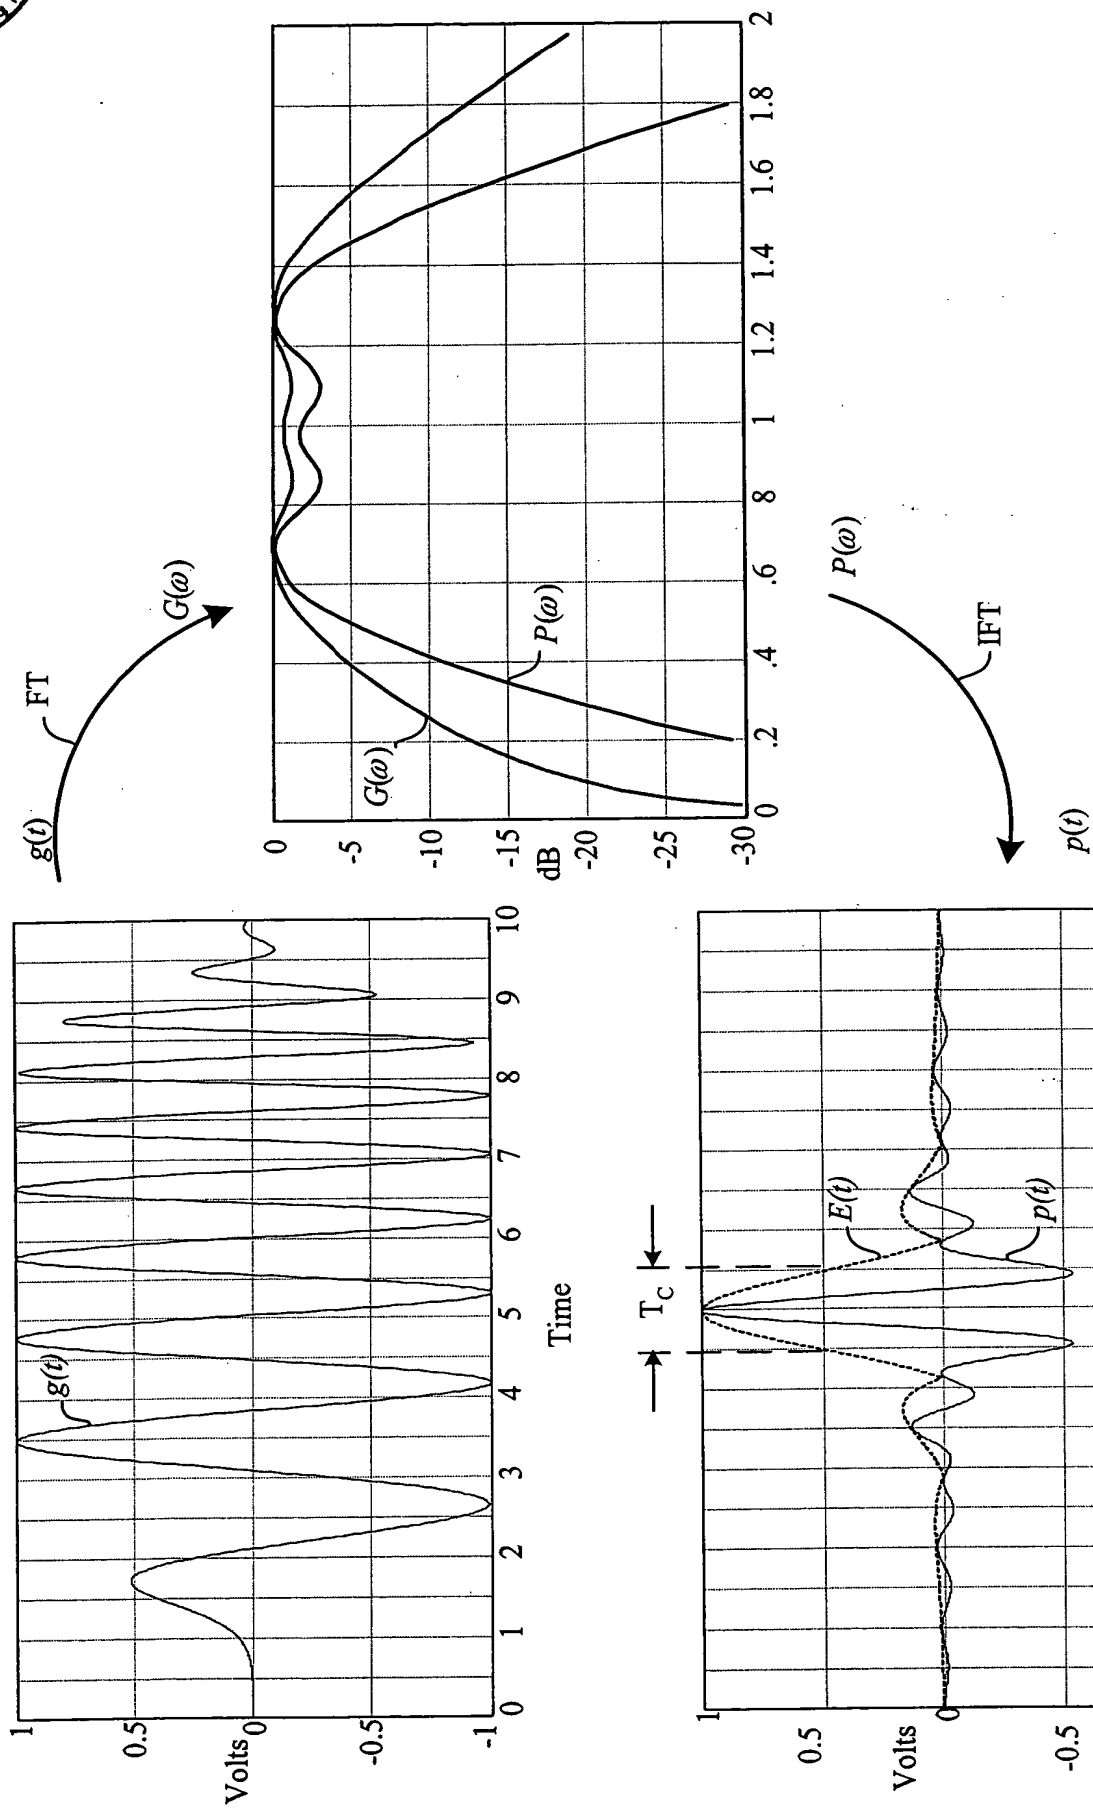 g(t)
FT
G(ω)
1
0.5
Volts 0
-0.5
-1
g(t)
0 1 2 3 4 5 6 7 8 9 10
Time
0
-5
-10
-15
dB
-20
-25
-30
G(ω)
P(ω)
0 .2 .4 .6 .8 1 1.2 1.4 1.6 1.8 2
P(ω)
IFT
p(t)
1
0.5
Volts 0
-0.5
T_C
E(t)
p(t)